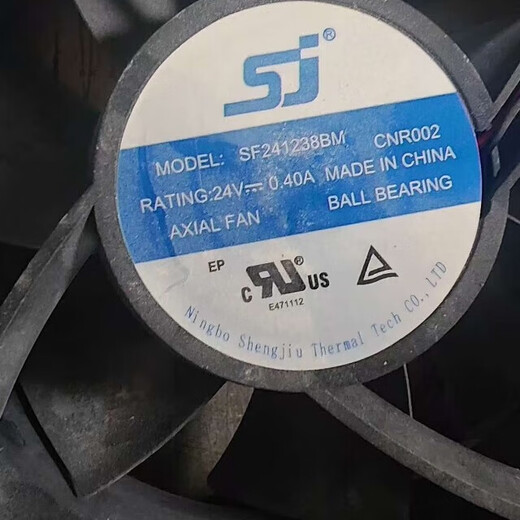 SJ®
MODEL: SF241238BM CNR002
RATING:24V⎓0.40A MADE IN CHINA
AXIAL FAN BALL BEARING
EP
c RU® US
E471112
Ningbo Shengjiu Thermal Tech CO., LTD